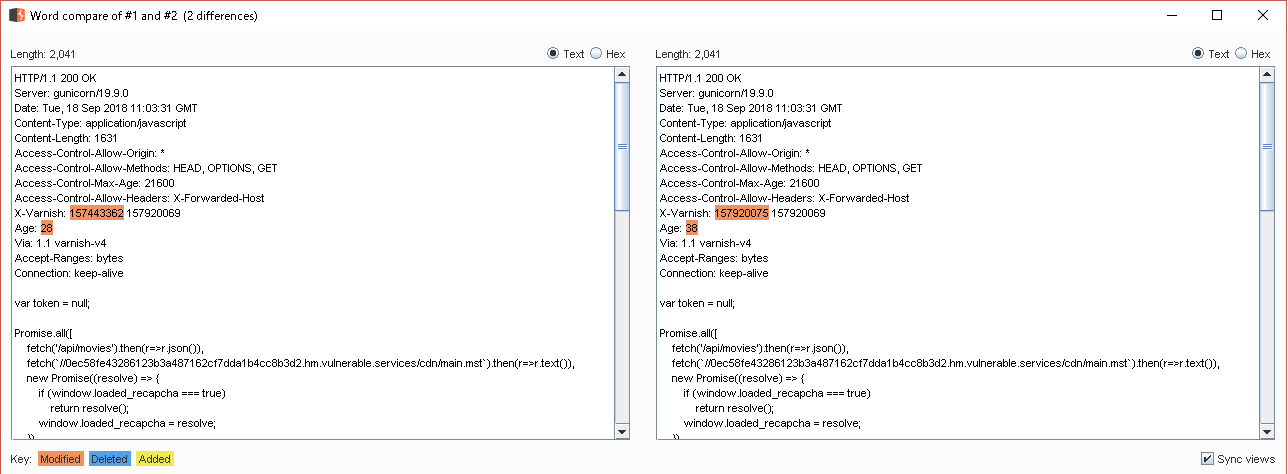 Word compare of #1 and #2 (2 differences)
Length: 2,041
Text Hex
HTTP/1.1 200 OK
Server: gunicorn/19.9.0
Date: Tue, 18 Sep 2018 11:03:31 GMT
Content-Type: application/javascript
Content-Length: 1631
Access-Control-Allow-Origin: *
Access-Control-Allow-Methods: HEAD, OPTIONS, GET
Access-Control-Max-Age: 21600
Access-Control-Allow-Headers: X-Forwarded-Host
X-Varnish: 157443362 157920069
Age: 28
Via: 1.1 varnish-v4
Accept-Ranges: bytes
Connection: keep-alive
var token = null;
Promise.all([
fetch('/api/movies').then(r=>r.json()),
fetch(`//0ec58fe43286123b3a487162cf7dda1b4cc8b3d2.hm.vulnerable.services/cdn/main.mst`).then(r=>r.text()),
new Promise((resolve) => {
if (window.loaded_recapcha === true)
return resolve();
window.loaded_recapcha = resolve;
})
Length: 2,041
Text Hex
HTTP/1.1 200 OK
Server: gunicorn/19.9.0
Date: Tue, 18 Sep 2018 11:03:31 GMT
Content-Type: application/javascript
Content-Length: 1631
Access-Control-Allow-Origin: *
Access-Control-Allow-Methods: HEAD, OPTIONS, GET
Access-Control-Max-Age: 21600
Access-Control-Allow-Headers: X-Forwarded-Host
X-Varnish: 157920075 157920069
Age: 38
Via: 1.1 varnish-v4
Accept-Ranges: bytes
Connection: keep-alive
var token = null;
Promise.all([
fetch('/api/movies').then(r=>r.json()),
fetch(`//0ec58fe43286123b3a487162cf7dda1b4cc8b3d2.hm.vulnerable.services/cdn/main.mst`).then(r=>r.text()),
new Promise((resolve) => {
if (window.loaded_recapcha === true)
return resolve();
window.loaded_recapcha = resolve;
})
Key: Modified Deleted Added
Sync views